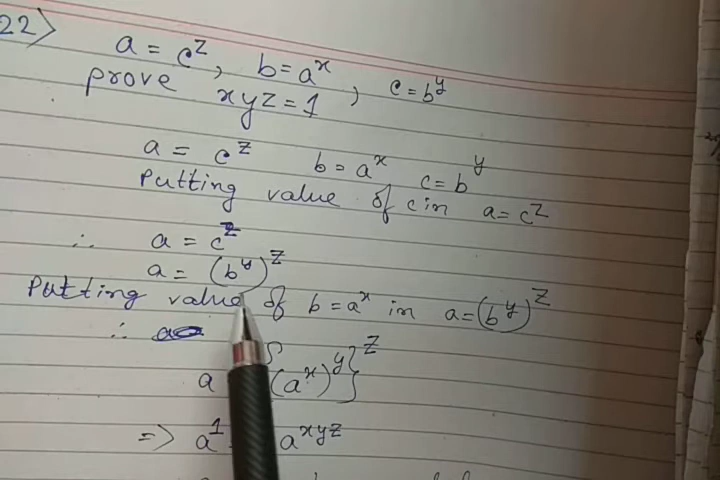 22>
a = c^z, b = a^x, c = b^y
prove xyz = 1
a = c^z b = a^x c = b^y
Putting value of c in a = c^z
∴ a = c^z
a = (b^y)^z
Putting value of b = a^x in a = (b^y)^z
∴
a {(a^x)^y}^z
=> a^1 a^xyz